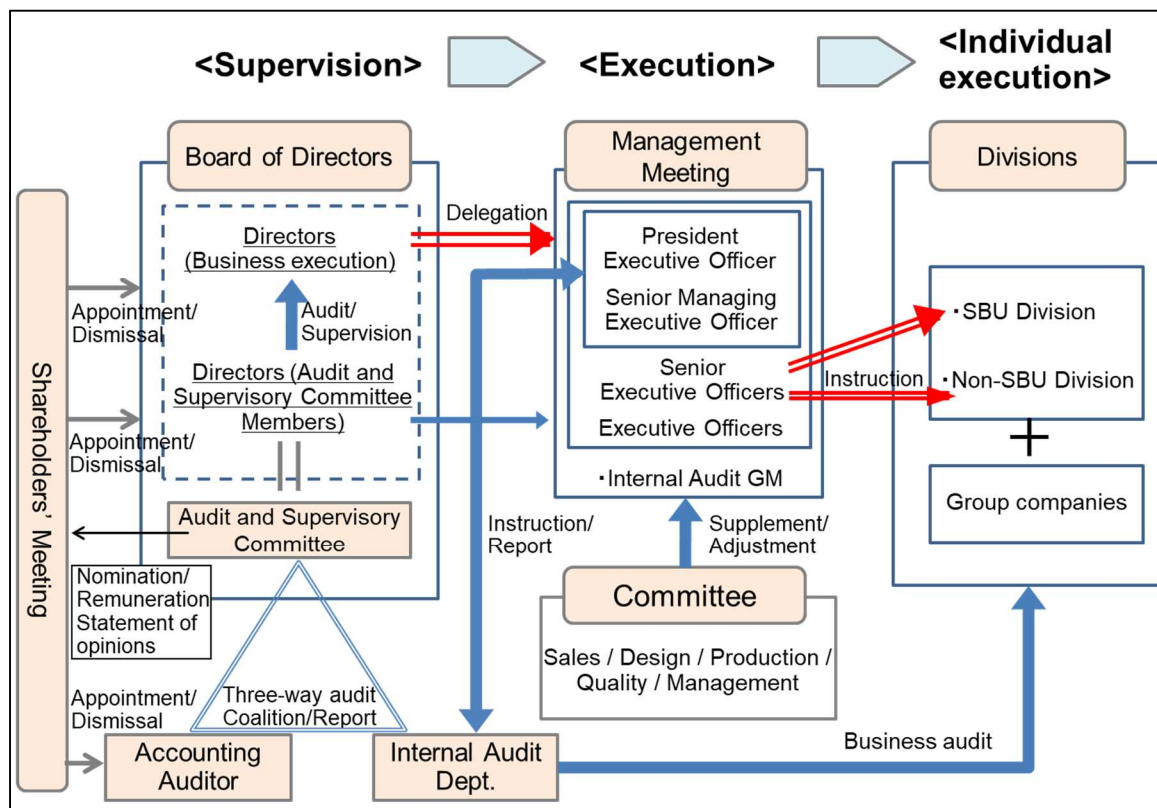 <Supervision>
<Execution>
<Individual
execution>
Board of Directors
Management
Meeting
Divisions
Shareholders' Meeting
Appointment/
Dismissal
Appointment/
Dismissal
Directors
(Business execution)
Audit/
Supervision
Directors (Audit and
Supervisory Committee
Members)
Audit and Supervisory
Committee
Nomination/
Remuneration
Statement of
opinions
Appointment/
Dismissal
Three-way audit
Coalition/Report
Accounting
Auditor
Internal Audit
Dept.
Delegation
President
Executive Officer
Senior Managing
Executive Officer
Senior
Executive Officers
Executive Officers
・Internal Audit GM
Instruction/
Report
Supplement/
Adjustment
Committee
Sales / Design / Production /
Quality / Management
Instruction
・SBU Division
・Non-SBU Division
+
Group companies
Business audit